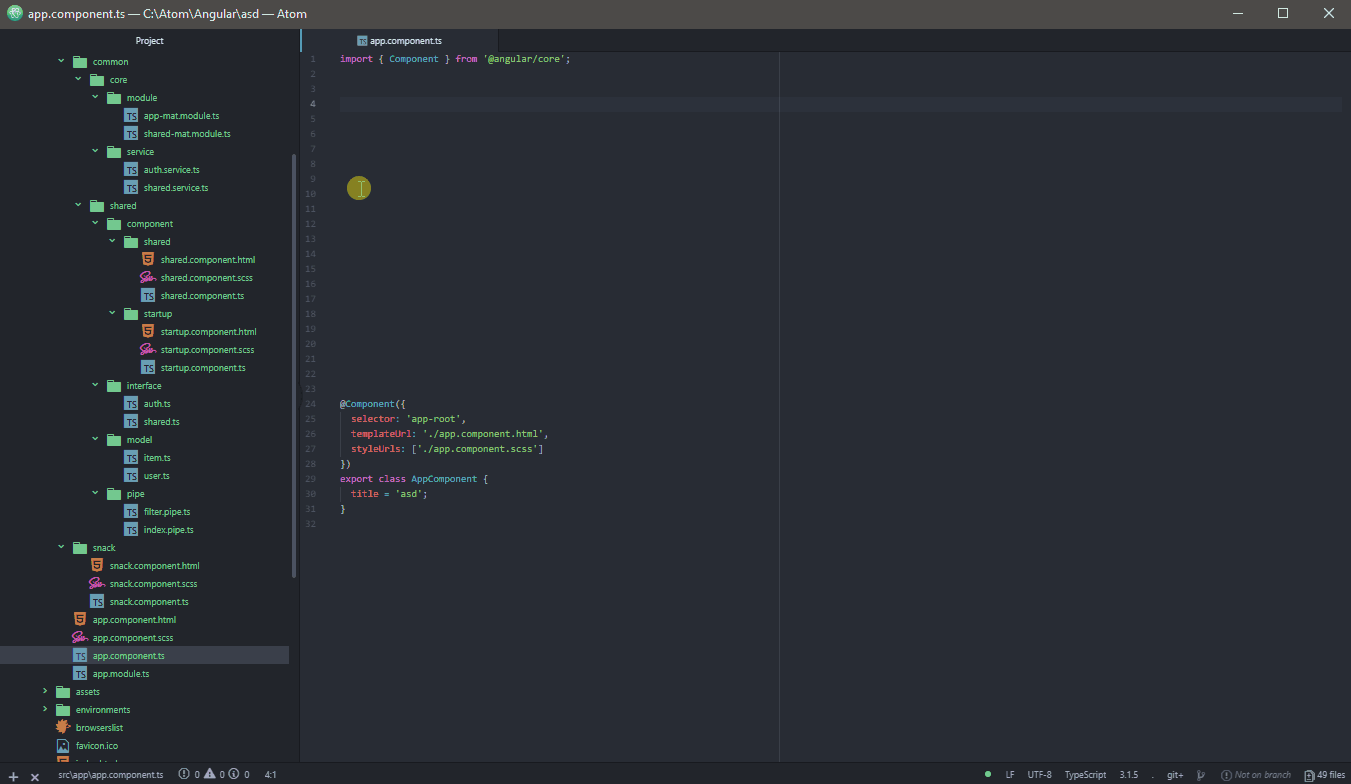 app.component.ts — C:\Atom\Angular\asd — Atom
Project
common
core
module
app-mat.module.ts
shared-mat.module.ts
service
auth.service.ts
shared.service.ts
shared
component
shared
shared.component.html
shared.component.scss
shared.component.ts
startup
startup.component.html
startup.component.scss
startup.component.ts
interface
auth.ts
shared.ts
model
item.ts
user.ts
pipe
filter.pipe.ts
index.pipe.ts
snack
snack.component.html
snack.component.scss
snack.component.ts
app.component.html
app.component.scss
app.component.ts
app.module.ts
assets
environments
browserslist
favicon.ico
app.component.ts
1 import { Component } from '@angular/core';
2
3
4
5
6
7
8
9
10
11
12
13
14
15
16
17
18
19
20
21
22
23
24 @Component({
25 selector: 'app-root',
26 templateUrl: './app.component.html',
27 styleUrls: ['./app.component.scss']
28 })
29 export class AppComponent {
30 title = 'asd';
31 }
32
src\app\app.component.ts 0 0 0 4:1 LF UTF-8 TypeScript 3.1.5 . git+ Not on branch 49 files